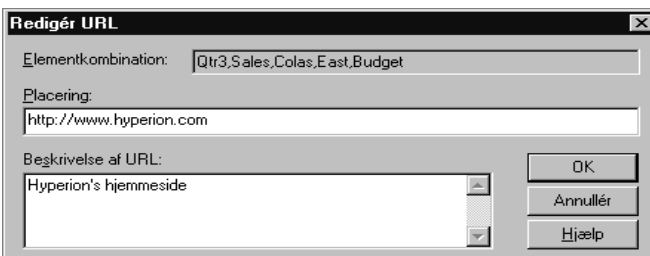 Redigér URL
Elementkombination: Qtr3,Sales,Colas,East,Budget
Placering:
http://www.hyperion.com
Beskrivelse af URL:
Hyperion's hjemmeside
OK
Annullér
Hjælp